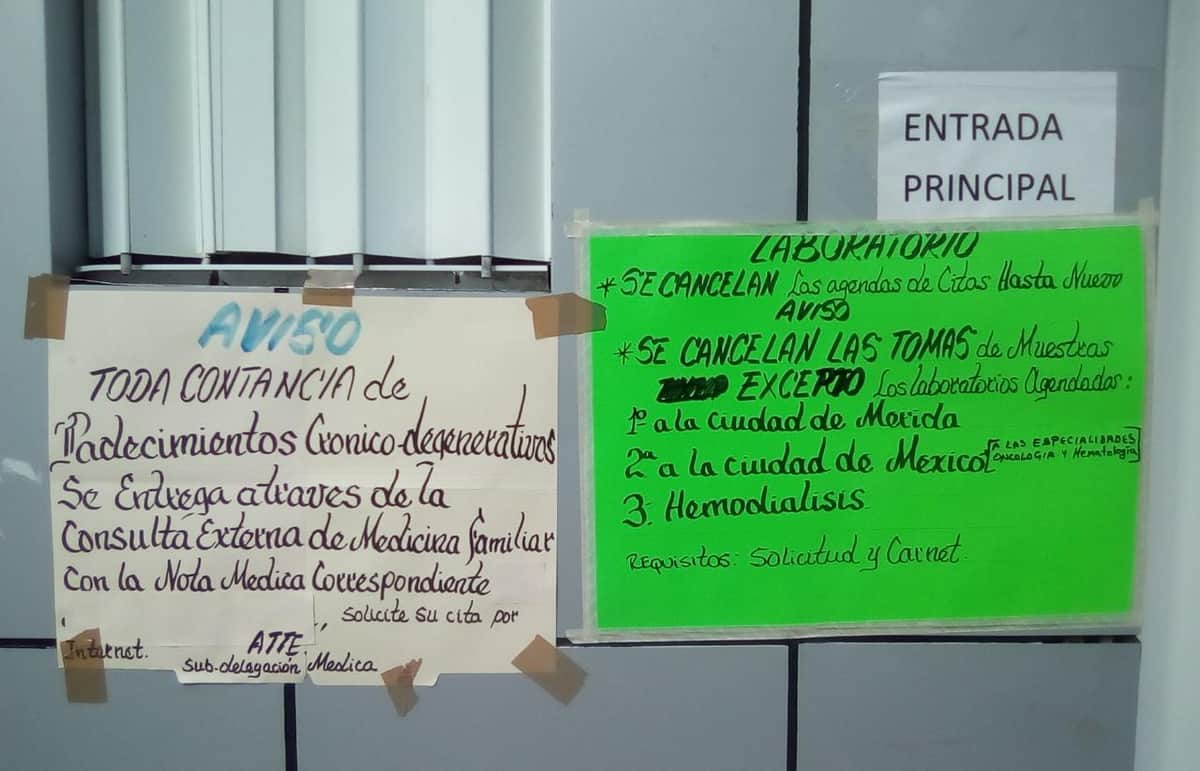 AVISO
TODA CONTANCIA de
Padecimientos Cronico-degenerativos
Se Entrega atraves de la
Consulta Externa de Medicina Familiar
Con la Nota Medica Correspondiente
., Solicite su cita por
Internet.
ATTE
Sub-delegación Medica
ENTRADA
PRINCIPAL
LABORATORIO
*SE CANCELAN Las agendas de Citas Hasta Nuevo
AVISO
*SE CANCELAN LAS TOMAS de Muestras
EXCEPTO Los laboratorios Agendados:
1º a la Ciudad de Merida
2ª a la Ciudad de Mexico [A LAS ESPECIALIDADES
ONCOLOGIA Y Hematologia]
3. Hemodialisis
REQUISITOS: Solicitud y Carnet